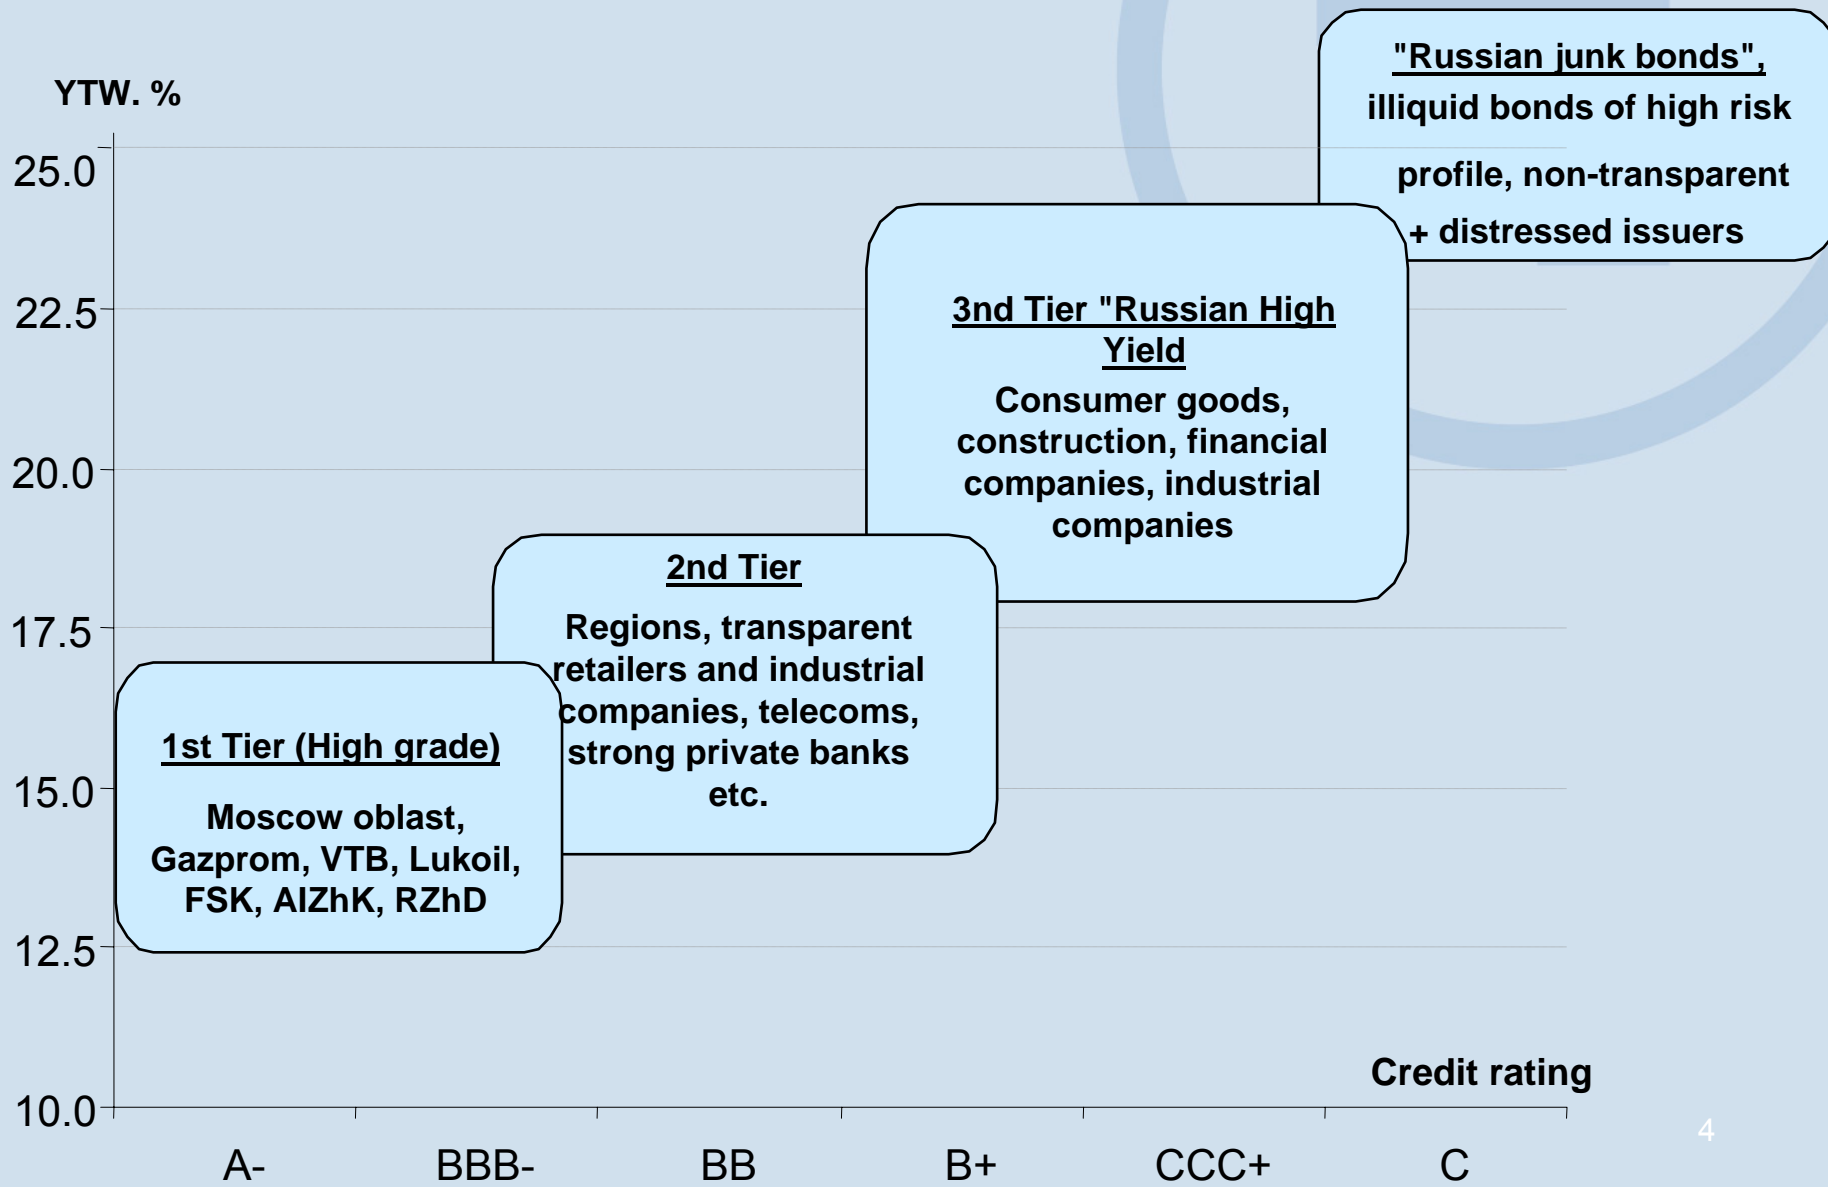 "Russian junk bonds",
illiquid bonds of high risk
profile, non-transparent
+ distressed issuers
YTW. %
25.0
22.5
20.0
17.5
15.0
12.5
10.0
3nd Tier "Russian High
Yield
Consumer goods,
construction, financial
companies, industrial
companies
2nd Tier
Regions, transparent
retailers and industrial
companies, telecoms,
strong private banks
etc.
1st Tier (High grade)
Moscow oblast,
Gazprom, VTB, Lukoil,
FSK, AIZhK, RZhD
Credit rating
A- BBB- BB B+ CCC+ C
4